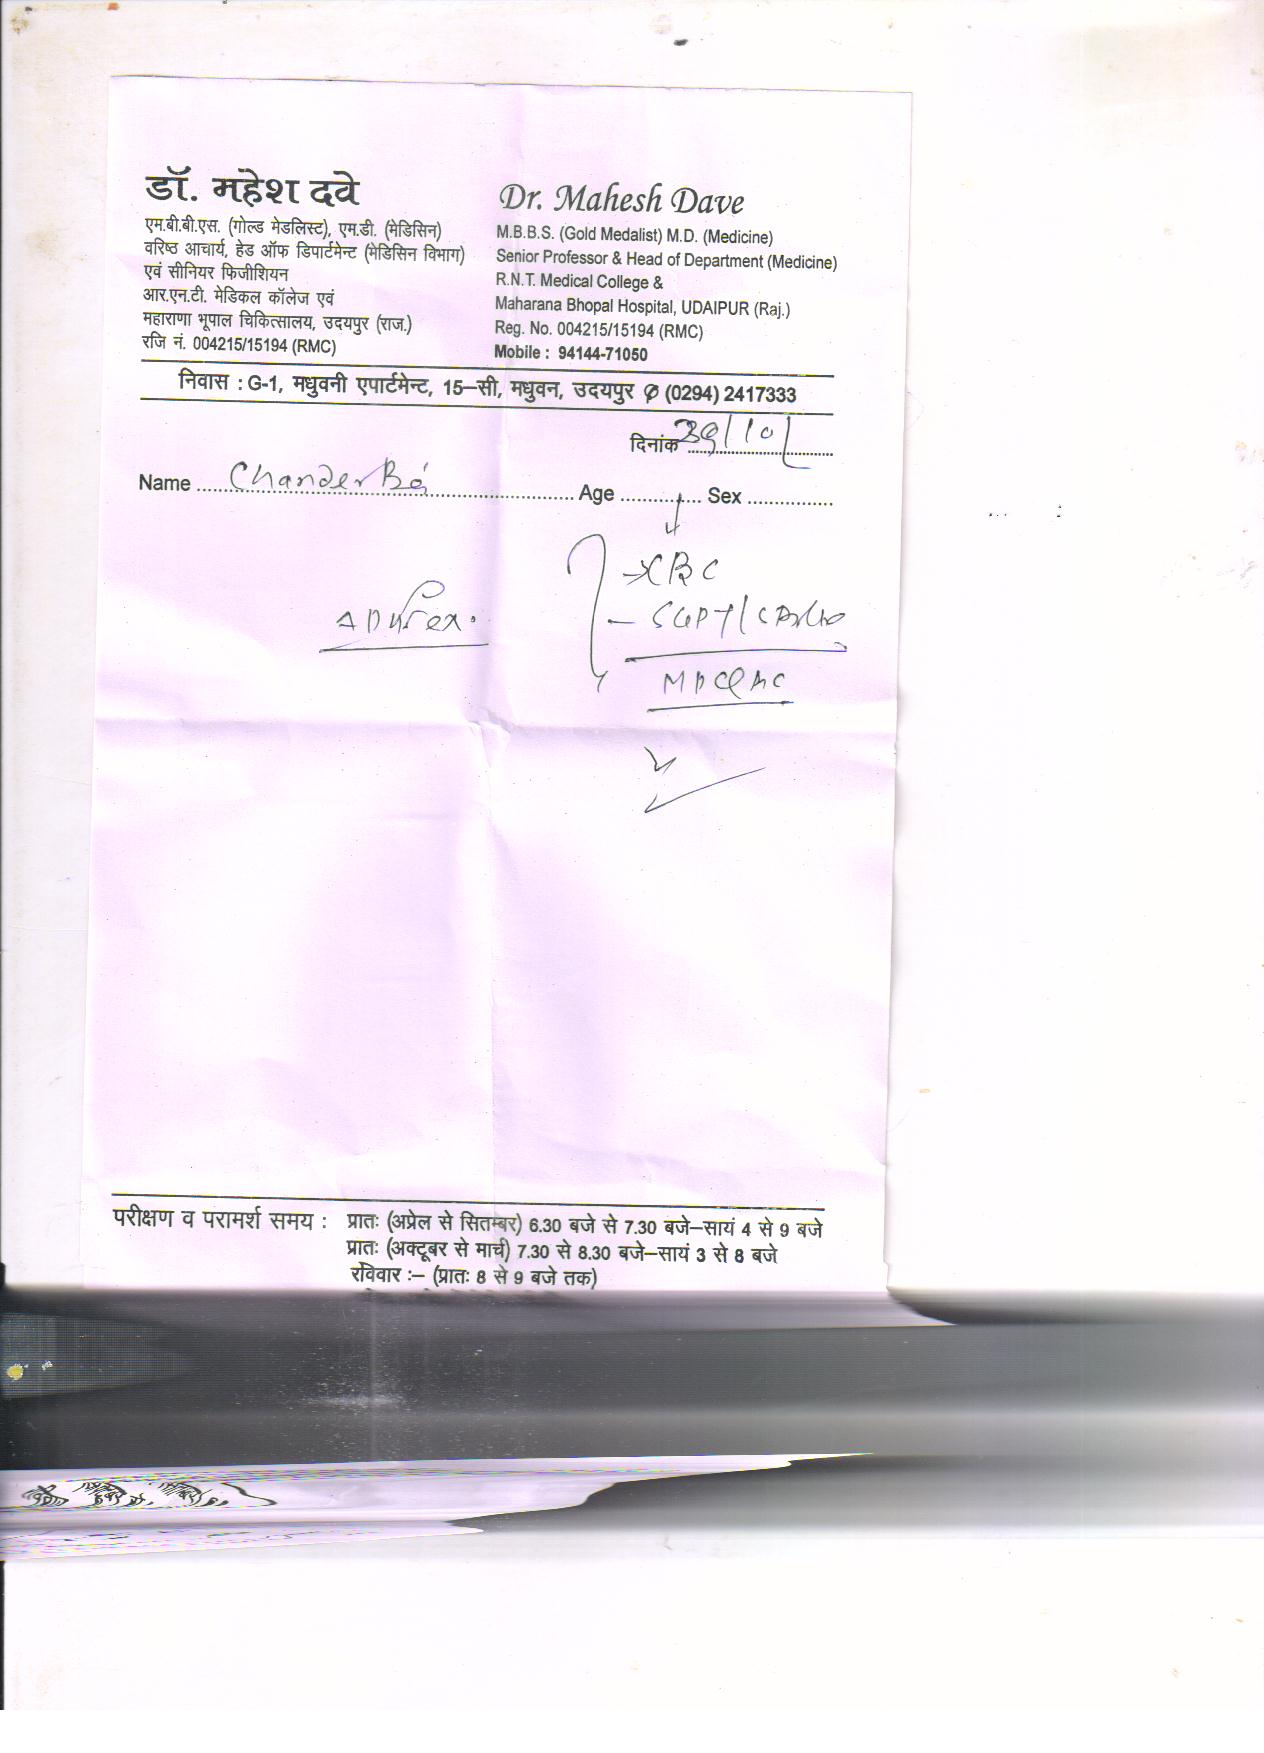 डॉ. महेश दवे
एम.बी.बी.एस. (गोल्ड मेडलिस्ट), एम.डी. (मेडिसिन)
वरिष्ठ आचार्य, हेड ऑफ डिपार्टमेन्ट (मेडिसिन विभाग)
एवं सीनियर फिजीशियन
आर.एन.टी. मेडिकल कॉलेज एवं
महाराणा भूपाल चिकित्सालय, उदयपुर (राज.)
रजि नं. 004215/15194 (RMC)
Dr. Mahesh Dave
M.B.B.S. (Gold Medalist) M.D. (Medicine)
Senior Professor & Head of Department (Medicine)
R.N.T. Medical College &
Maharana Bhopal Hospital, UDAIPUR (Raj.)
Reg. No. 004215/15194 (RMC)
Mobile : 94144-71050
निवास : G-1, मधुवनी एपार्टमेन्ट, 15–सी, मधुवन, उदयपुर ✆ (0294) 2417333
दिनांक
Name Chander Age Sex
CBC
SGPT
परीक्षण व परामर्श समय : प्रातः (अप्रेल से सितम्बर) 6.30 बजे से 7.30 बजे–सायं 4 से 9 बजे
प्रातः (अक्टूबर से मार्च) 7.30 से 8.30 बजे–सायं 3 से 8 बजे
रविवार :– (प्रातः 8 से 9 बजे तक)